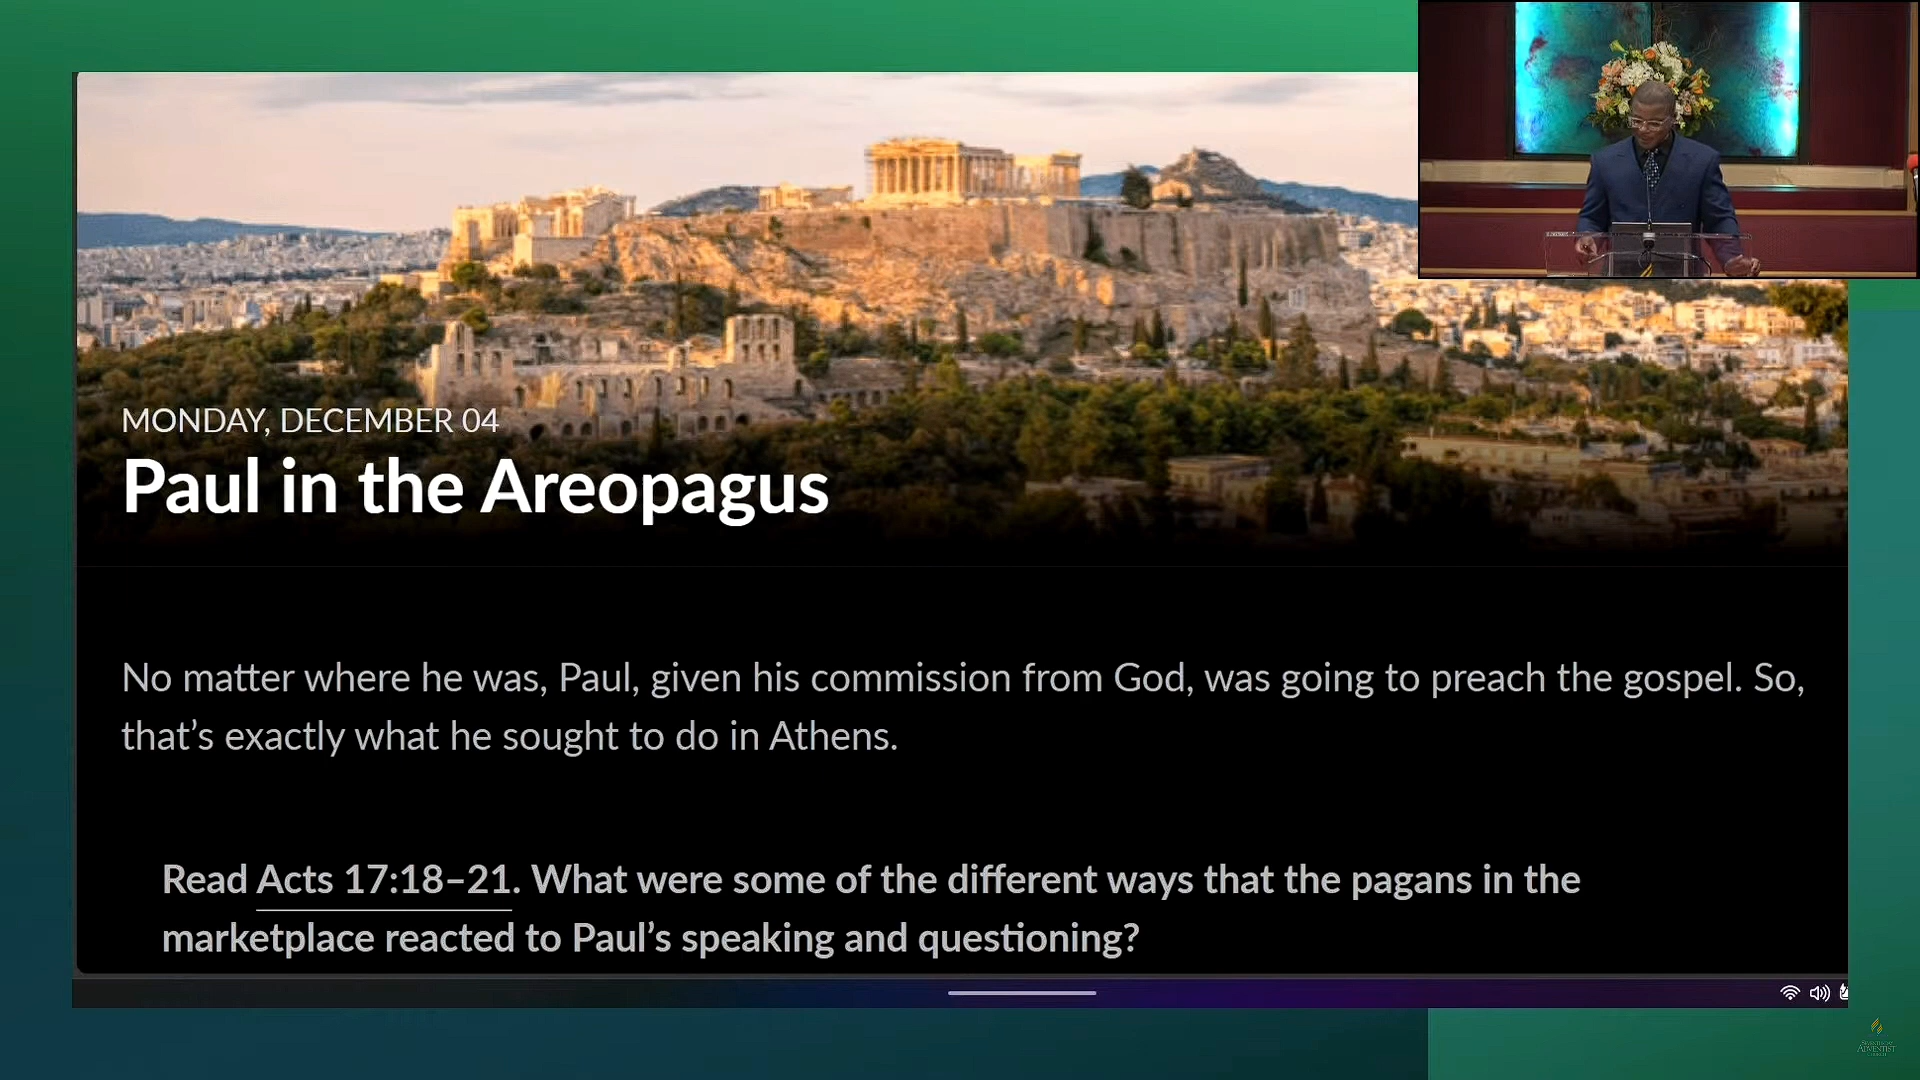 MONDAY, DECEMBER 04
Paul in the Areopagus
No matter where he was, Paul, given his commission from God, was going to preach the gospel. So,
that’s exactly what he sought to do in Athens.
Read Acts 17:18–21. What were some of the different ways that the pagans in the
marketplace reacted to Paul’s speaking and questioning?
ADVENTIST